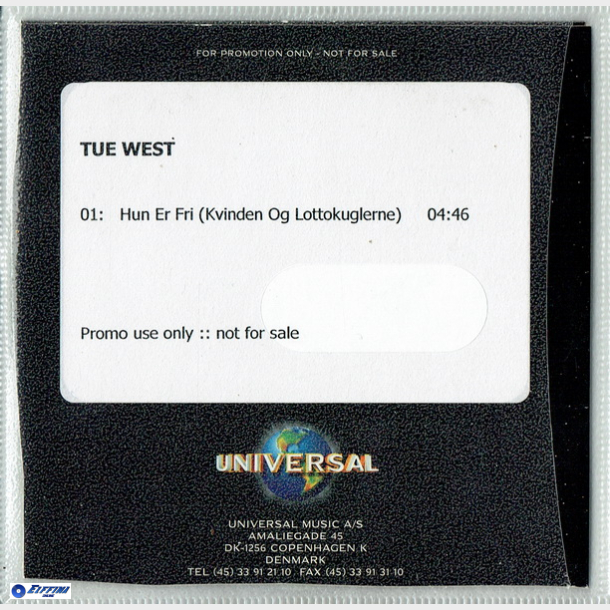 FOR PROMOTION ONLY - NOT FOR SALE
TUE WEST
01: Hun Er Fri (Kvinden Og Lottokuglerne) 04:46
Promo use only :: not for sale
UNIVERSAL
UNIVERSAL MUSIC A/S
AMALIEGADE 45
DK-1256 COPENHAGEN K
DENMARK
TEL (45) 33 91 21 10 FAX (45) 33 91 31 10